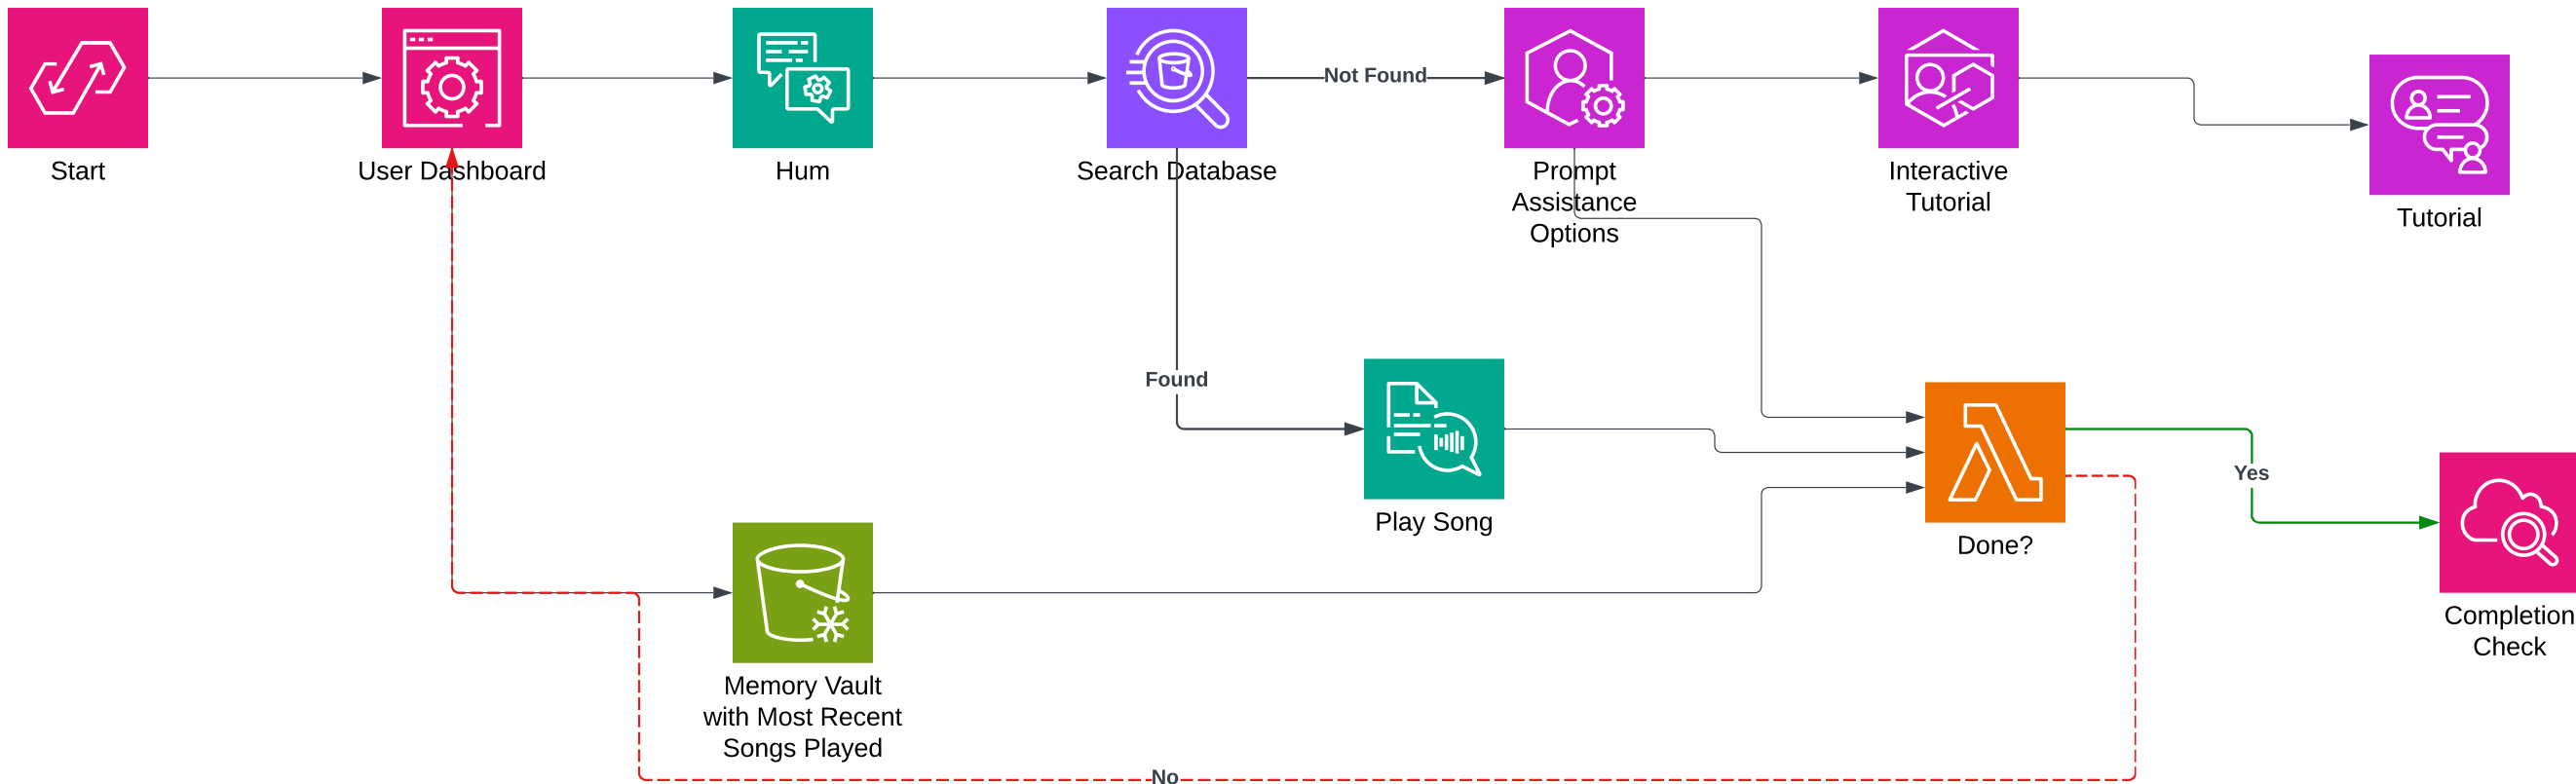 Start
User Dashboard
Hum
Search Database
Not Found
Prompt
Assistance
Options
Interactive
Tutorial
Tutorial
Found
Play Song
Done?
Yes
Completion
Check
Memory Vault
with Most Recent
Songs Played
No